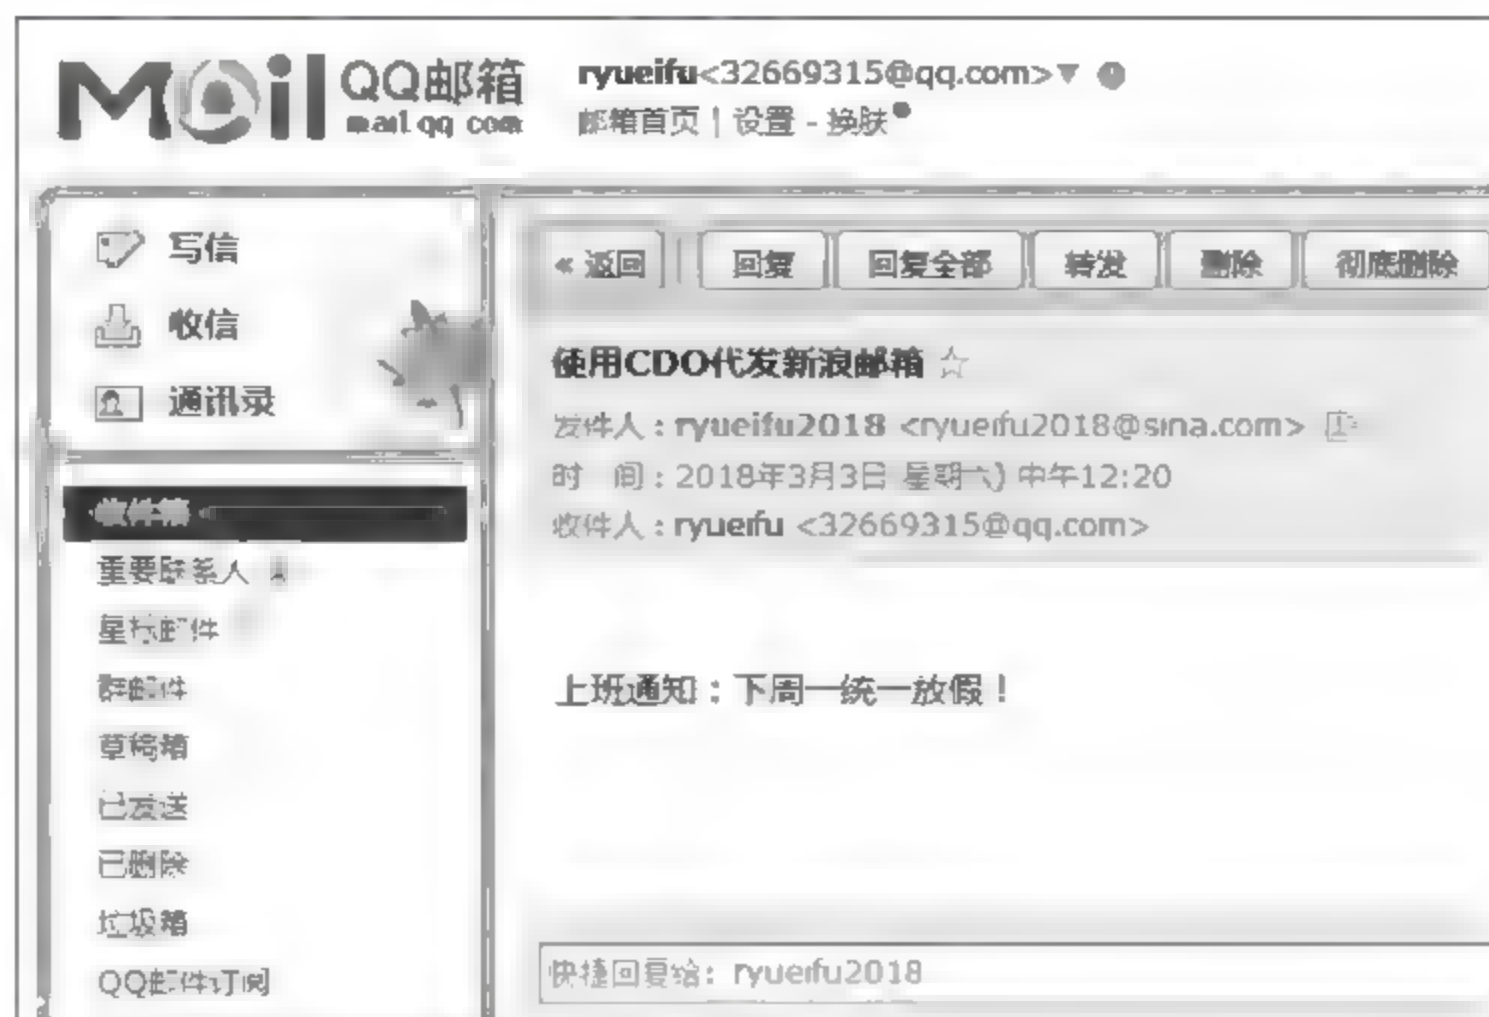 Mail QQ邮箱
mail.qq.com
ryueifu<32669315@qq.com>▼
邮箱首页 | 设置 - 换肤
写信
收信
通讯录
收件箱
重要联系人
星标邮件
群邮件
草稿箱
已发送
已删除
垃圾箱
QQ邮件订阅
« 返回 回复 回复全部 转发 删除 彻底删除
使用CDO代发新浪邮箱 ☆
发件人：ryueifu2018 <ryueifu2018@sina.com>
时 间：2018年3月3日 星期六) 中午12:20
收件人：ryueifu <32669315@qq.com>
上班通知：下周一统一放假！
快捷回复给：ryueifu2018